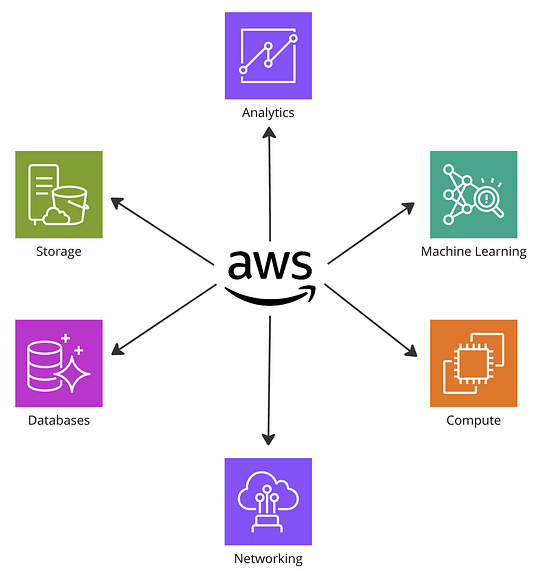 Analytics
Storage
Machine Learning
aws
Databases
Compute
Networking